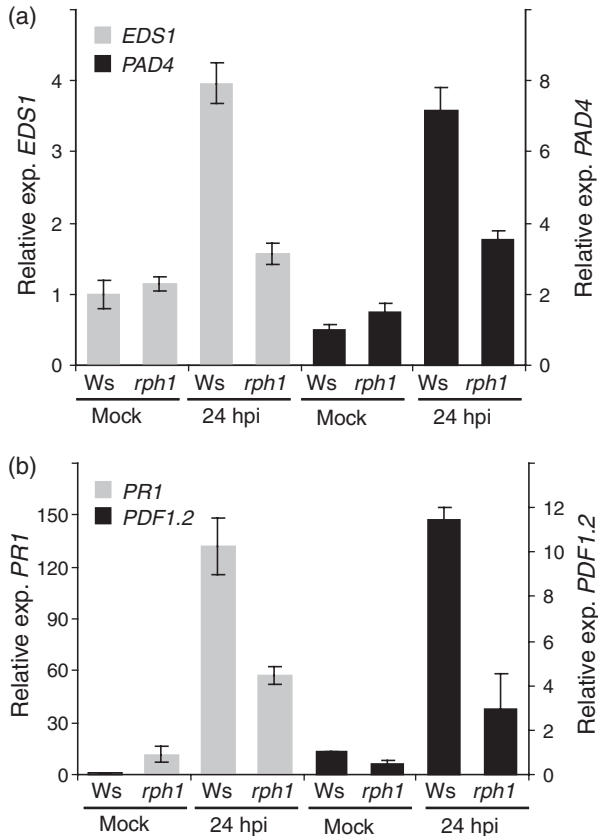 (a)
EDS1
PAD4
Relative exp. EDS1
4
3
2
1
0
Relative exp. PAD4
8
6
4
2
0
Ws rph1 Ws rph1 Ws rph1 Ws rph1
Mock 24 hpi Mock 24 hpi
(b)
PR1
PDF1.2
Relative exp. PR1
150
120
90
60
30
0
Relative exp. PDF1.2
12
10
8
6
4
2
0
Ws rph1 Ws rph1 Ws rph1 Ws rph1
Mock 24 hpi Mock 24 hpi